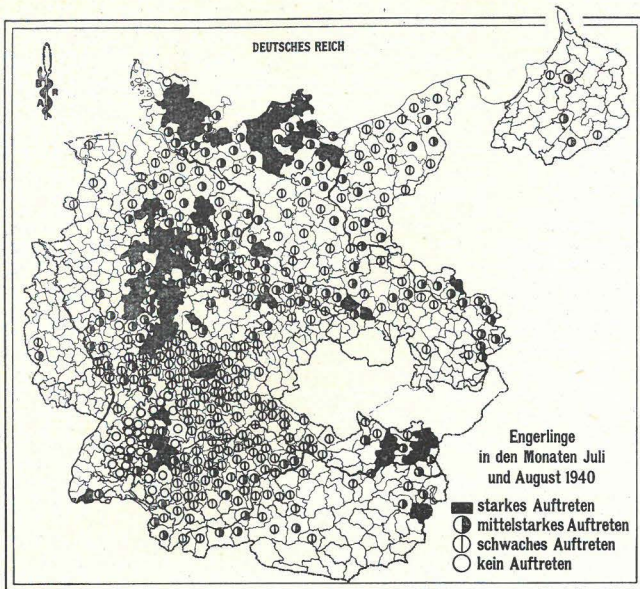 DEUTSCHES REICH
Engerlinge
in den Monaten Juli
und August 1940
starkes Auftreten
mittelstarkes Auftreten
schwaches Auftreten
kein Auftreten